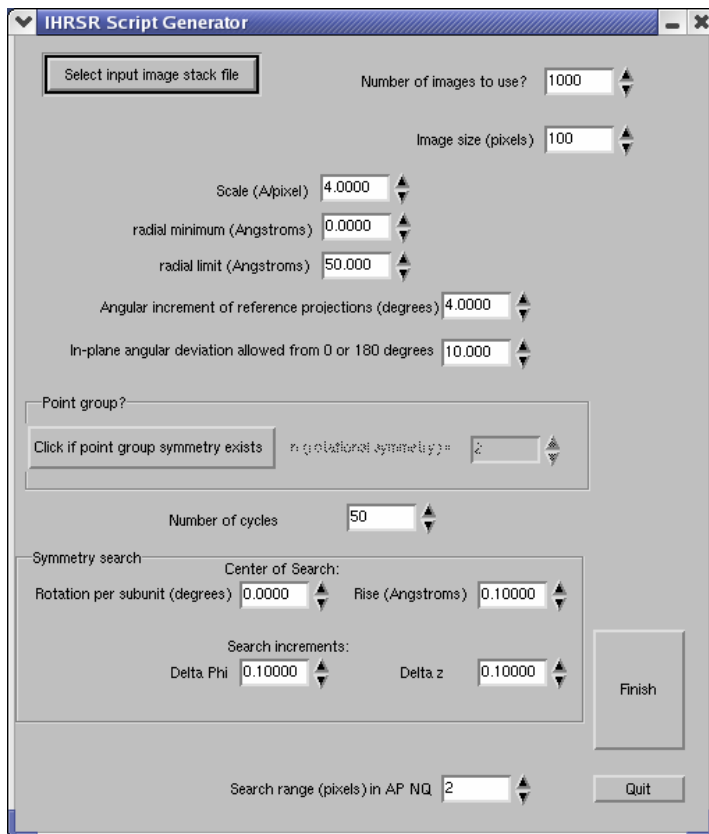 IHRSR Script Generator
Select input image stack file
Number of images to use? 1000
Image size (pixels) 100
Scale (A/pixel) 4.0000
radial minimum (Angstroms) 0.0000
radial limit (Angstroms) 50.000
Angular increment of reference projections (degrees) 4.0000
In-plane angular deviation allowed from 0 or 180 degrees 10.000
Point group?
Click if point group symmetry exists n (rotational symmetry)= 2
Number of cycles 50
Symmetry search
Center of Search:
Rotation per subunit (degrees) 0.0000 Rise (Angstroms) 0.10000
Search increments:
Delta Phi 0.10000 Delta z 0.10000
Finish
Search range (pixels) in AP NQ 2
Quit